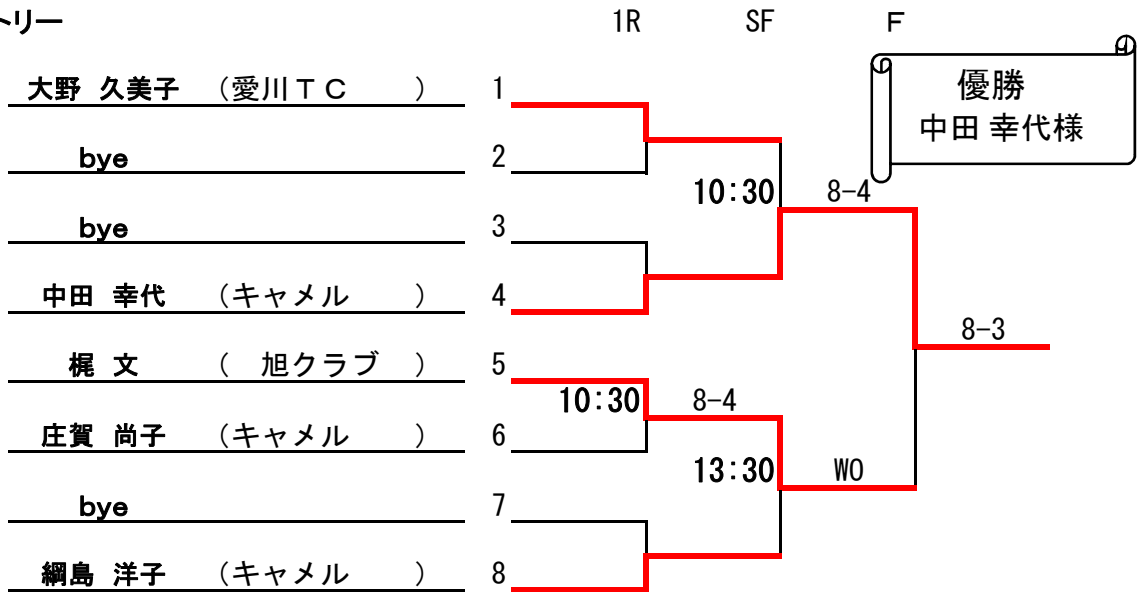 トリー 1R SF F
優勝
中田 幸代様
大野 久美子 (愛川TC ) 1
bye 2
10:30 8-4
bye 3
中田 幸代 (キャメル ) 4
8-3
梶 文 ( 旭クラブ ) 5
10:30 8-4
庄賀 尚子 (キャメル ) 6
13:30 WO
bye 7
綱島 洋子 (キャメル ) 8